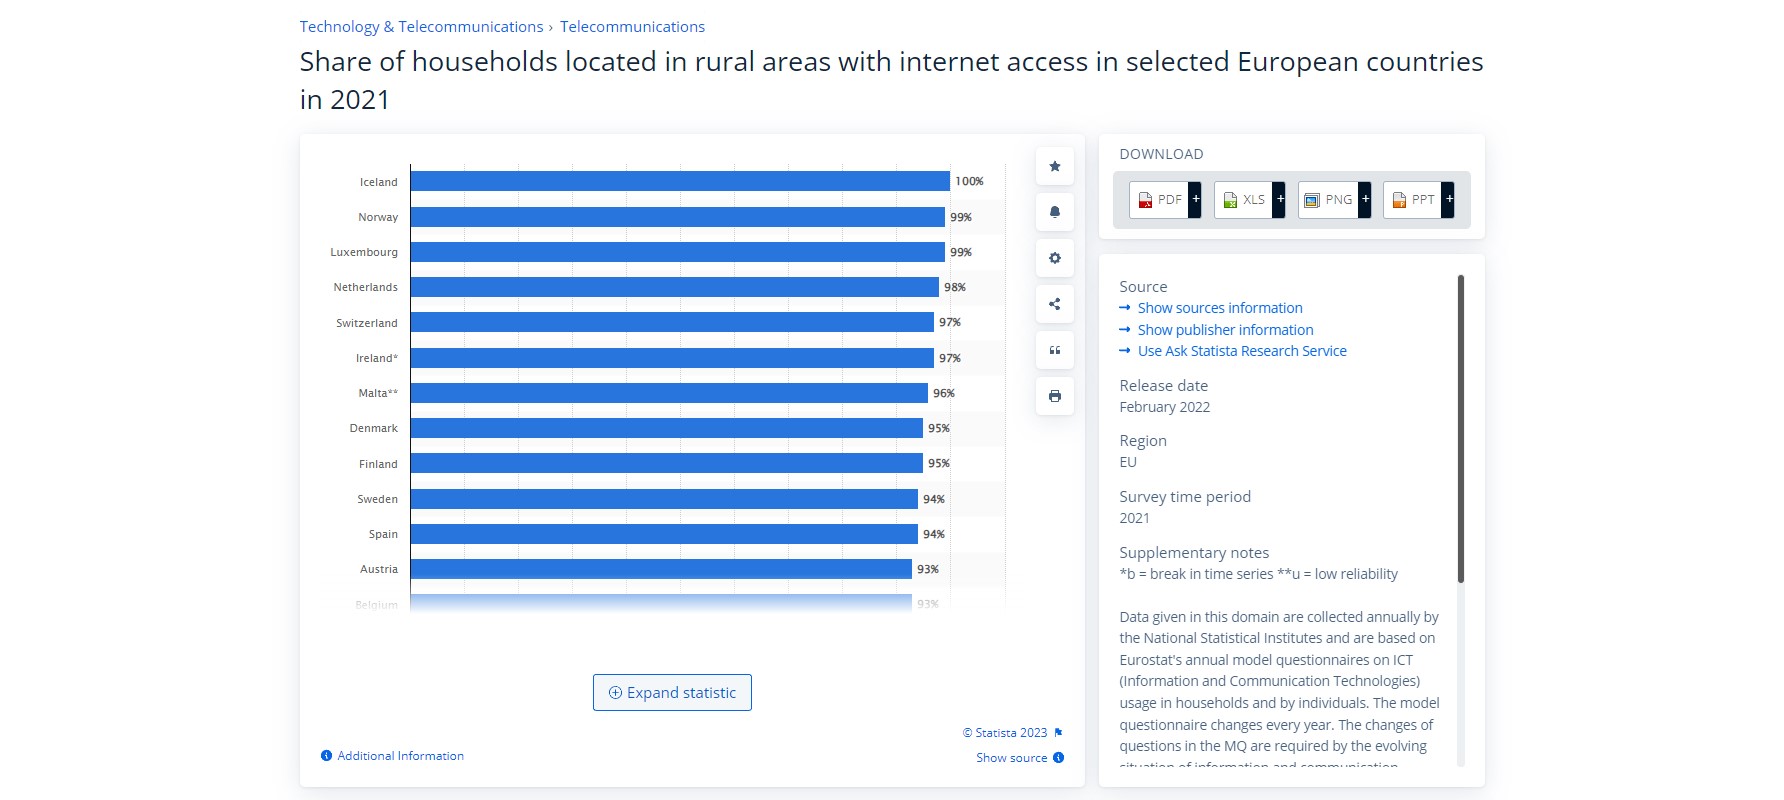 Technology & Telecommunications › Telecommunications
Share of households located in rural areas with internet access in selected European countries
in 2021
Iceland 100%
Norway 99%
Luxembourg 99%
Netherlands 98%
Switzerland 97%
Ireland* 97%
Malta** 96%
Denmark 95%
Finland 95%
Sweden 94%
Spain 94%
Austria 93%
Belgium 93%
Expand statistic
© Statista 2023
Additional Information
Show source
DOWNLOAD
PDF + XLS + PNG + PPT +
Source
Show sources information
Show publisher information
Use Ask Statista Research Service
Release date
February 2022
Region
EU
Survey time period
2021
Supplementary notes
*b = break in time series **u = low reliability
Data given in this domain are collected annually by
the National Statistical Institutes and are based on
Eurostat's annual model questionnaires on ICT
(Information and Communication Technologies)
usage in households and by individuals. The model
questionnaire changes every year. The changes of
questions in the MQ are required by the evolving
situation of information and communication